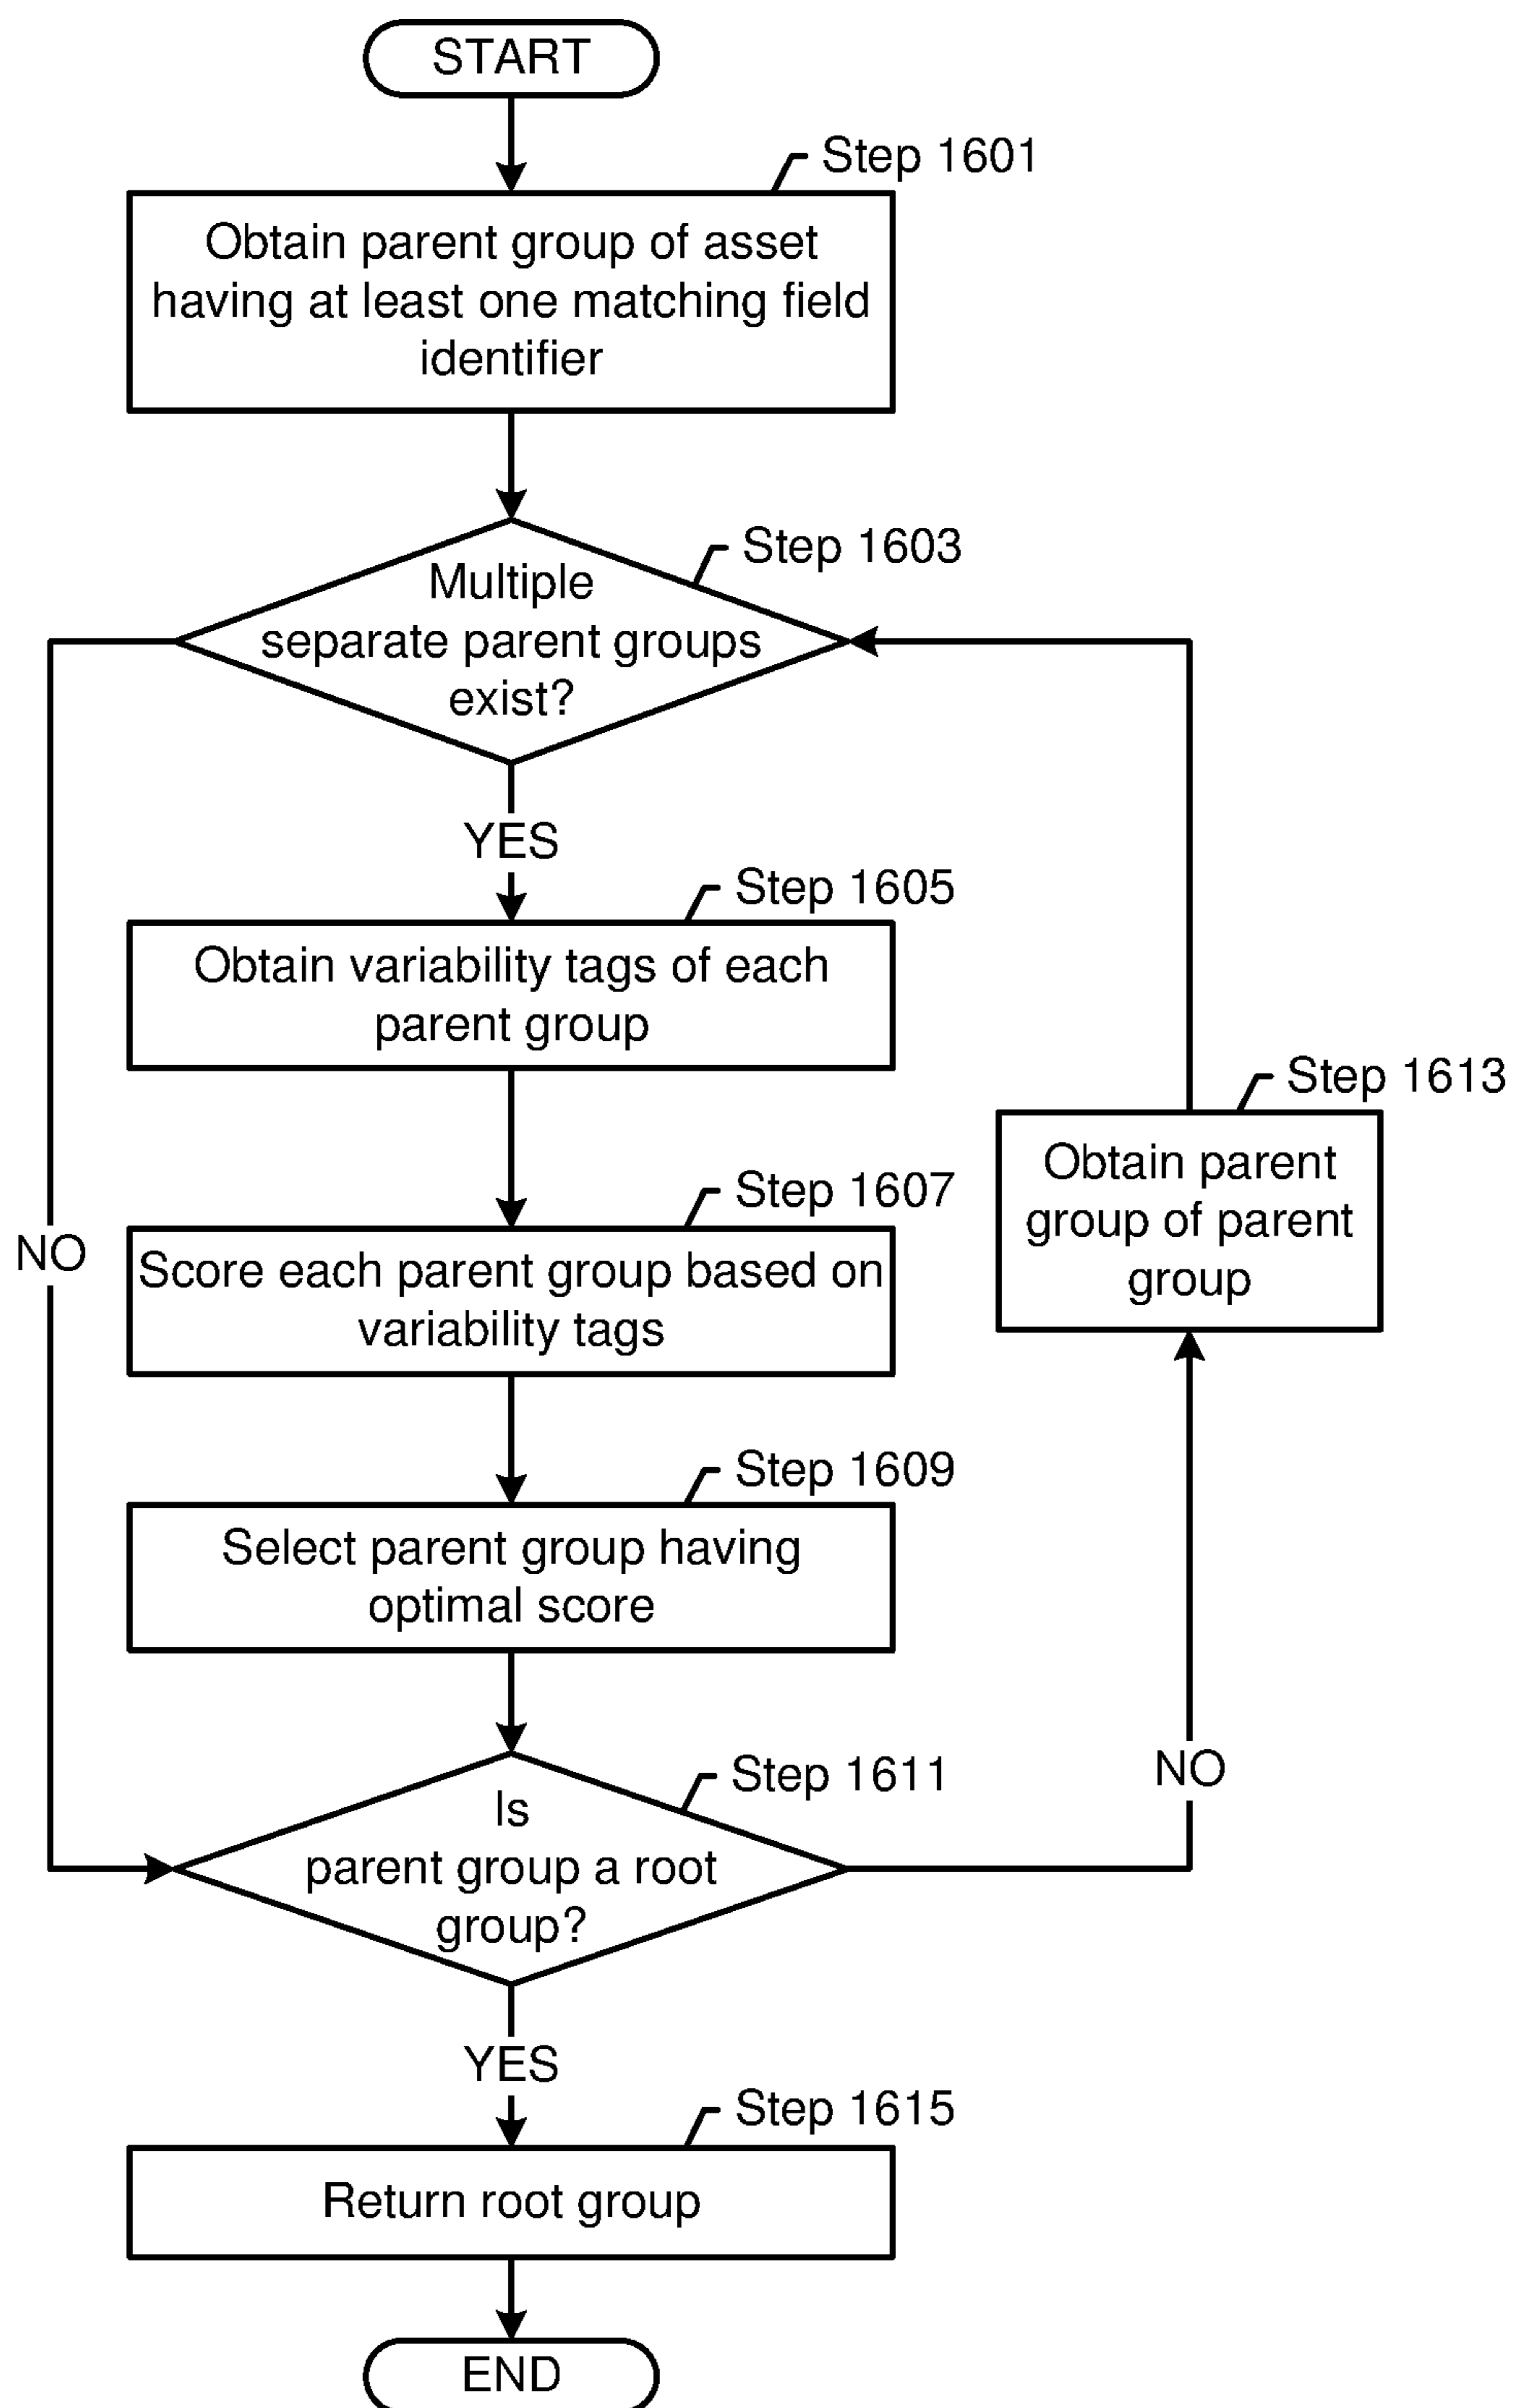 START
Step 1601
Obtain parent group of asset
having at least one matching field
identifier
Step 1603
Multiple
separate parent groups
exist?
YES
Step 1605
Obtain variability tags of each
parent group
Step 1613
Obtain parent
group of parent
group
Step 1607
NO
Score each parent group based on
variability tags
Step 1609
Select parent group having
optimal score
Step 1611
NO
Is
parent group a root
group?
YES
Step 1615
Return root group
END